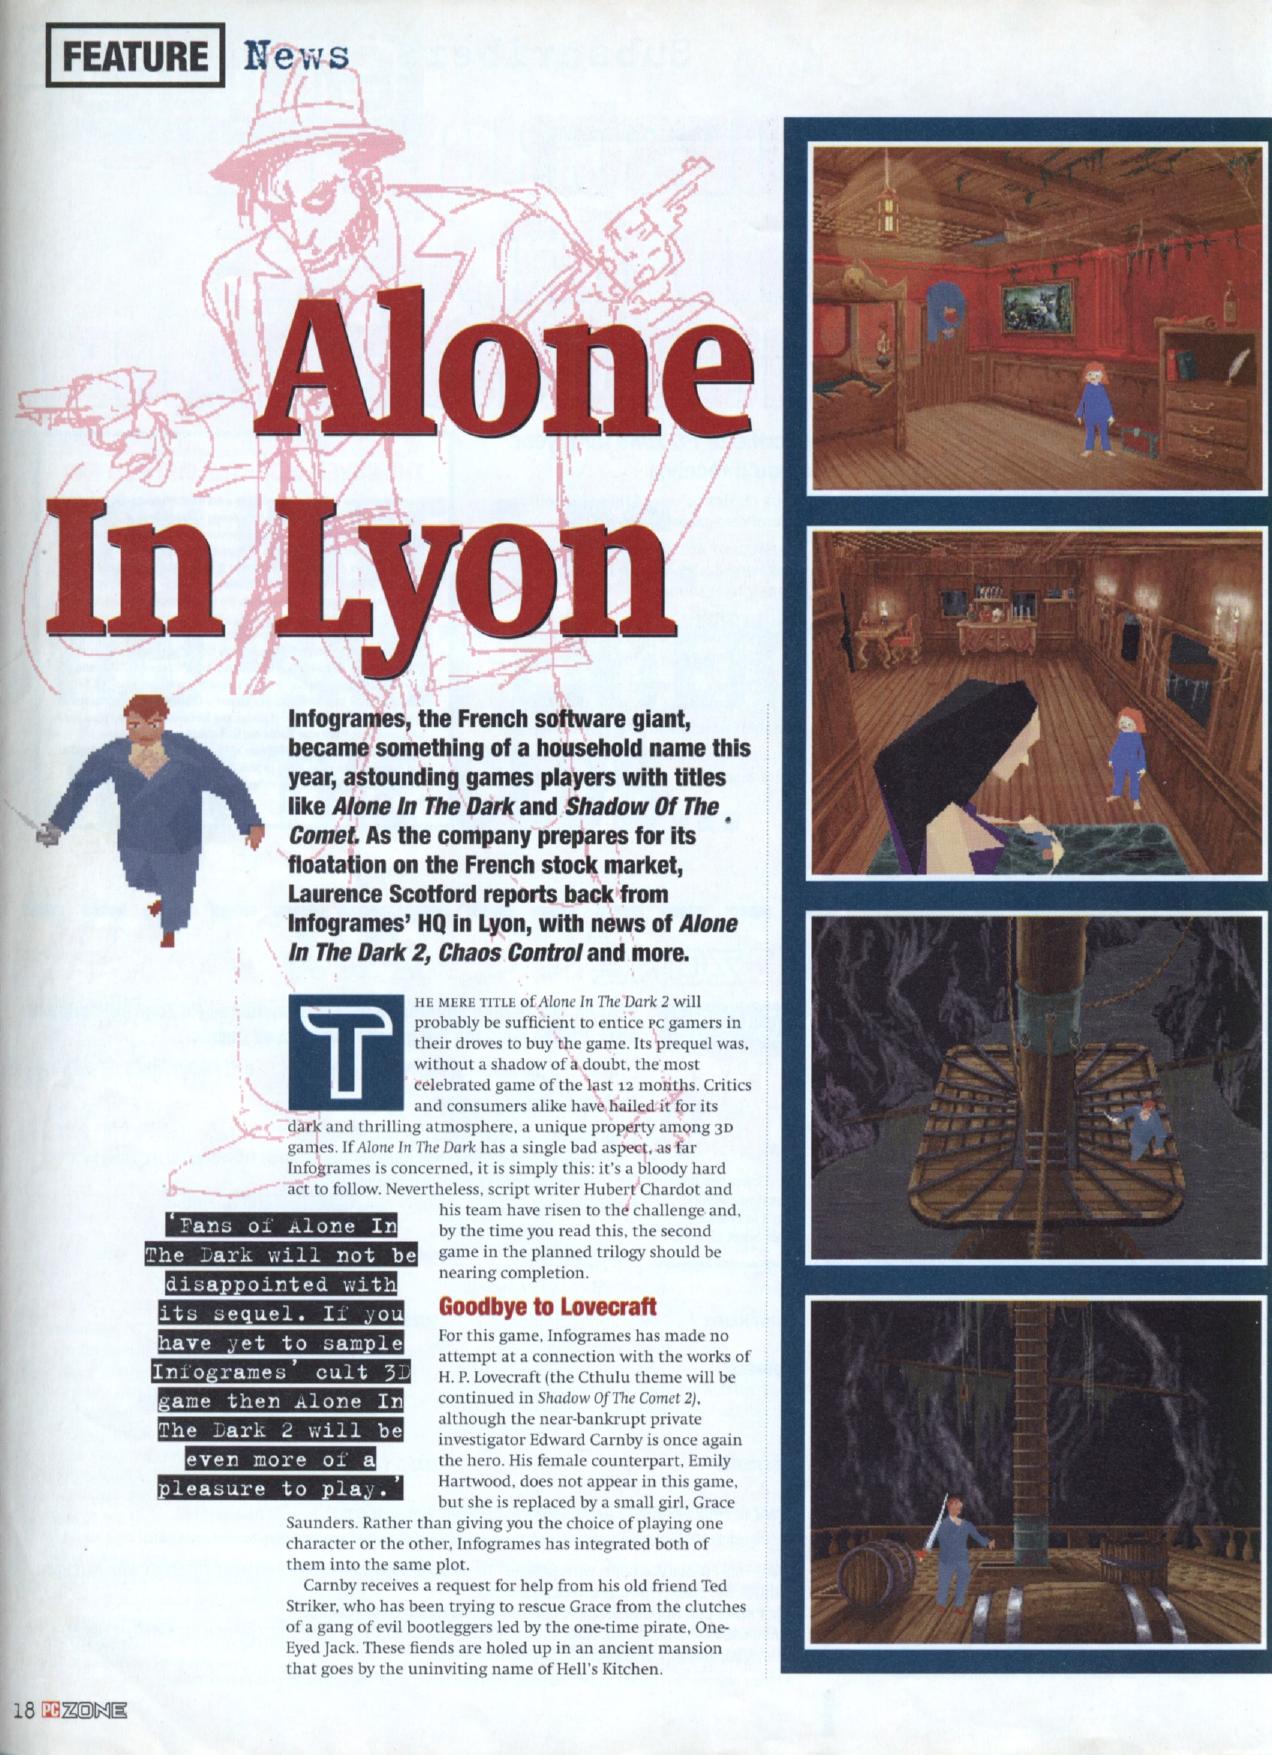 FEATURE News
Alone
In Lyon
Infogrames, the French software giant,
became something of a household name this
year, astounding games players with titles
like Alone In The Dark and Shadow Of The
Comet. As the company prepares for its
floatation on the French stock market,
Laurence Scotford reports back from
Infogrames' HQ in Lyon, with news of Alone
In The Dark 2, Chaos Control and more.
THE MERE TITLE of Alone In The Dark 2 will
probably be sufficient to entice PC gamers in
their droves to buy the game. Its prequel was,
without a shadow of a doubt, the most
celebrated game of the last 12 months. Critics
and consumers alike have hailed it for its
dark and thrilling atmosphere, a unique property among 3D
games. If Alone In The Dark has a single bad aspect, as far
Infogrames is concerned, it is simply this: it's a bloody hard
act to follow. Nevertheless, script writer Hubert Chardot and
his team have risen to the challenge and,
by the time you read this, the second
game in the planned trilogy should be
nearing completion.
'Fans of Alone In
The Dark will not be
disappointed with
its sequel. If you
have yet to sample
Infogrames' cult 3D
game then Alone In
The Dark 2 will be
even more of a
pleasure to play.'
Goodbye to Lovecraft
For this game, Infogrames has made no
attempt at a connection with the works of
H. P. Lovecraft (the Cthulu theme will be
continued in Shadow Of The Comet 2),
although the near-bankrupt private
investigator Edward Carnby is once again
the hero. His female counterpart, Emily
Hartwood, does not appear in this game,
but she is replaced by a small girl, Grace
Saunders. Rather than giving you the choice of playing one
character or the other, Infogrames has integrated both of
them into the same plot.
Carnby receives a request for help from his old friend Ted
Striker, who has been trying to rescue Grace from the clutches
of a gang of evil bootleggers led by the one-time pirate, One-
Eyed Jack. These fiends are holed up in an ancient mansion
that goes by the uninviting name of Hell's Kitchen.
18 PC ZONE